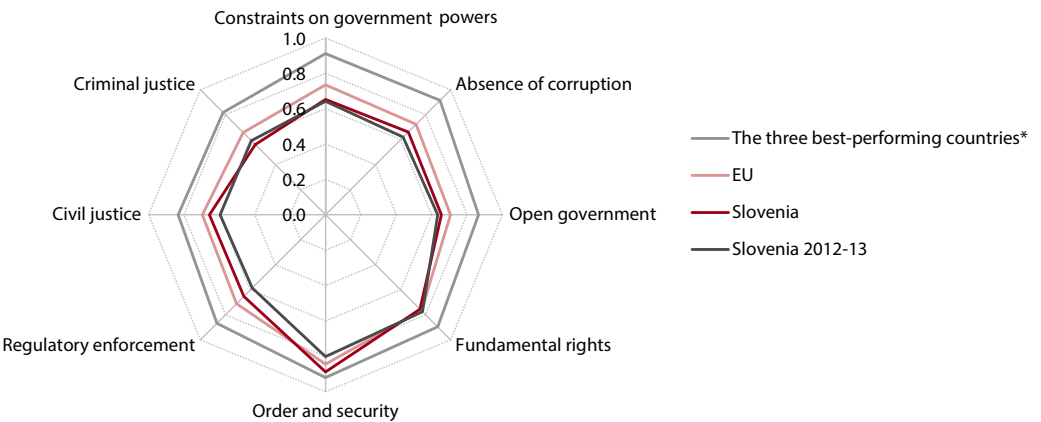 Constraints on government powers
1.0
Criminal justice
Absence of corruption
0.8
0.6
0.4
0.2
0.0
Civil justice
Open government
Regulatory enforcement
Fundamental rights
Order and security
The three best-performing countries*
EU
Slovenia
Slovenia 2012-13